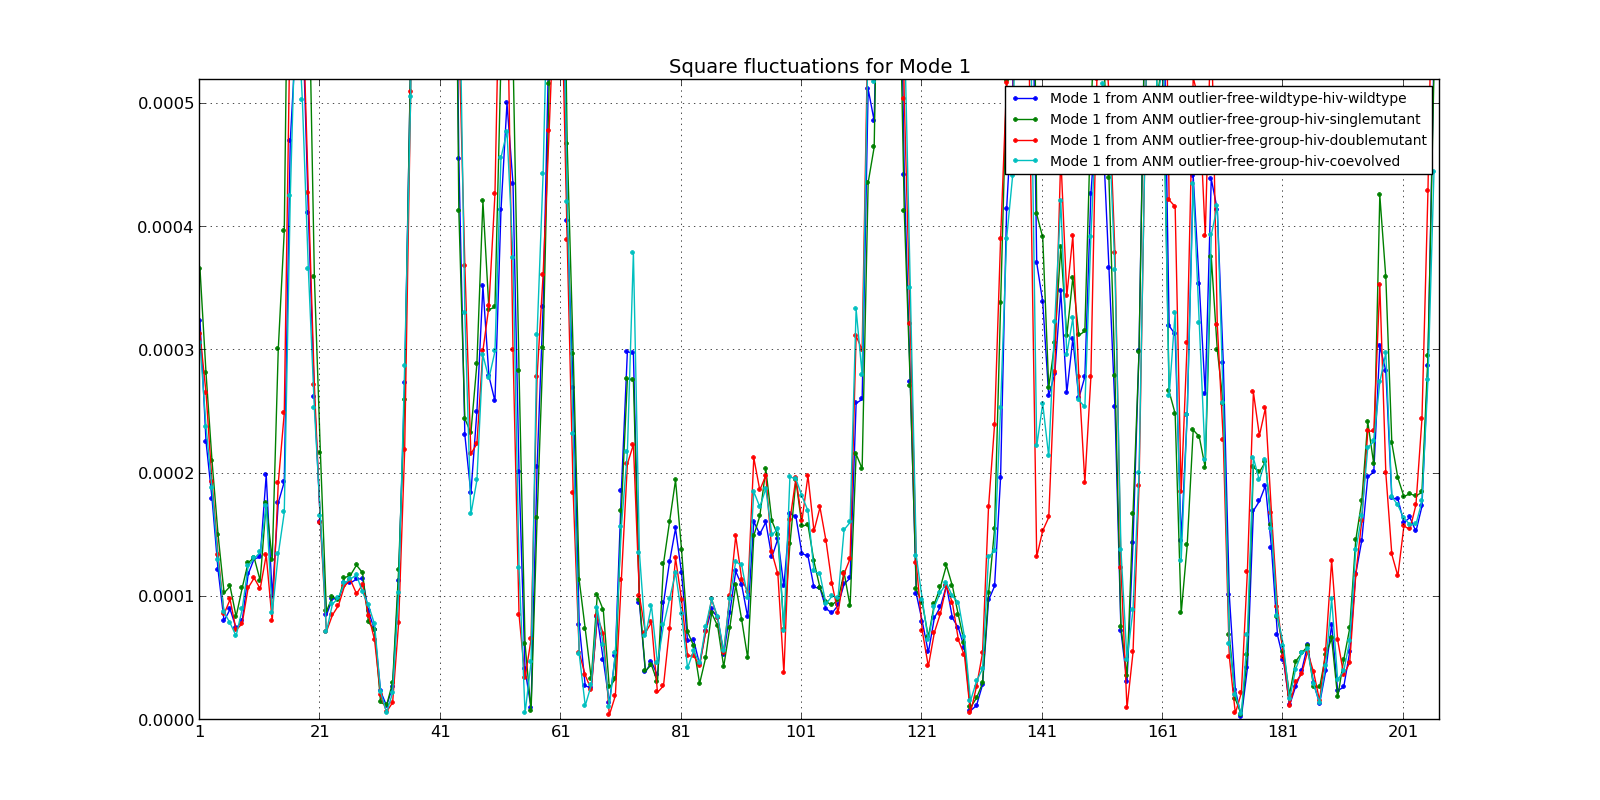 Square fluctuations for Mode 1
0.0005
0.0004
0.0003
0.0002
0.0001
0.0000
Mode 1 from ANM outlier-free-wildtype-hiv-wildtype
Mode 1 from ANM outlier-free-group-hiv-singlemutant
Mode 1 from ANM outlier-free-group-hiv-doublemutant
Mode 1 from ANM outlier-free-group-hiv-coevolved
1 21 41 61 81 101 121 141 161 181 201